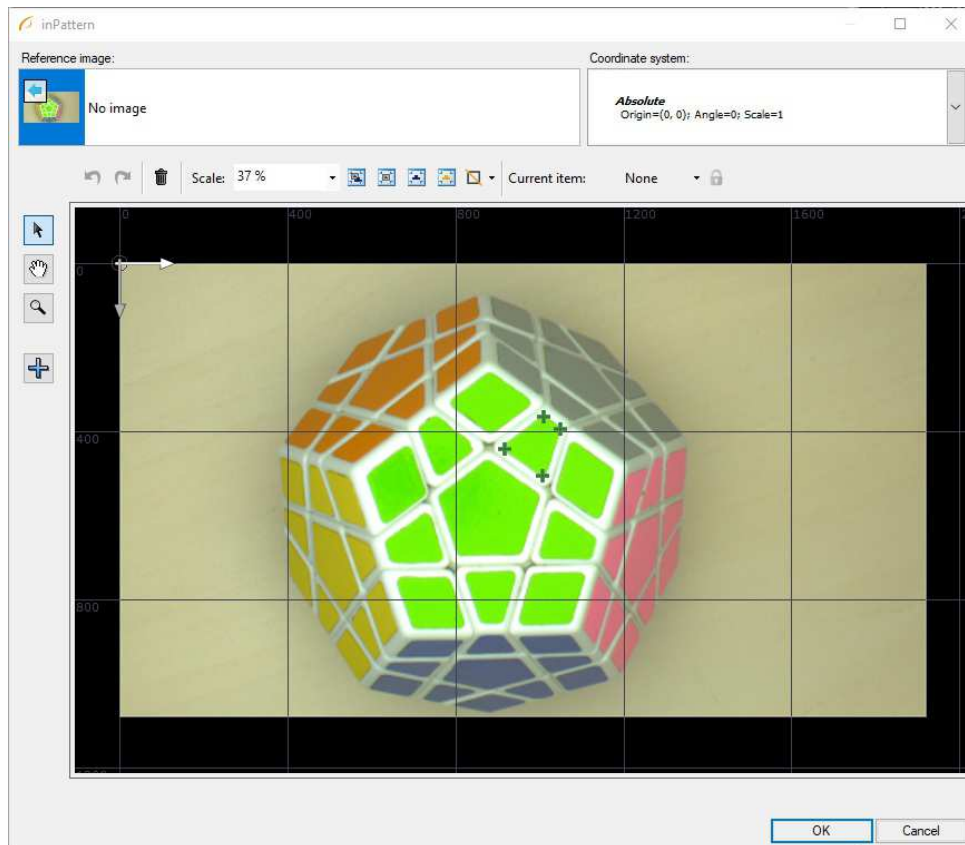 inPattern
Reference image:
Coordinate system:
No image
Absolute
Origin=(0, 0); Angle=0; Scale=1
Scale:
37 %
Current item:
None
0
400
800
1200
1600
0
400
800
OK
Cancel